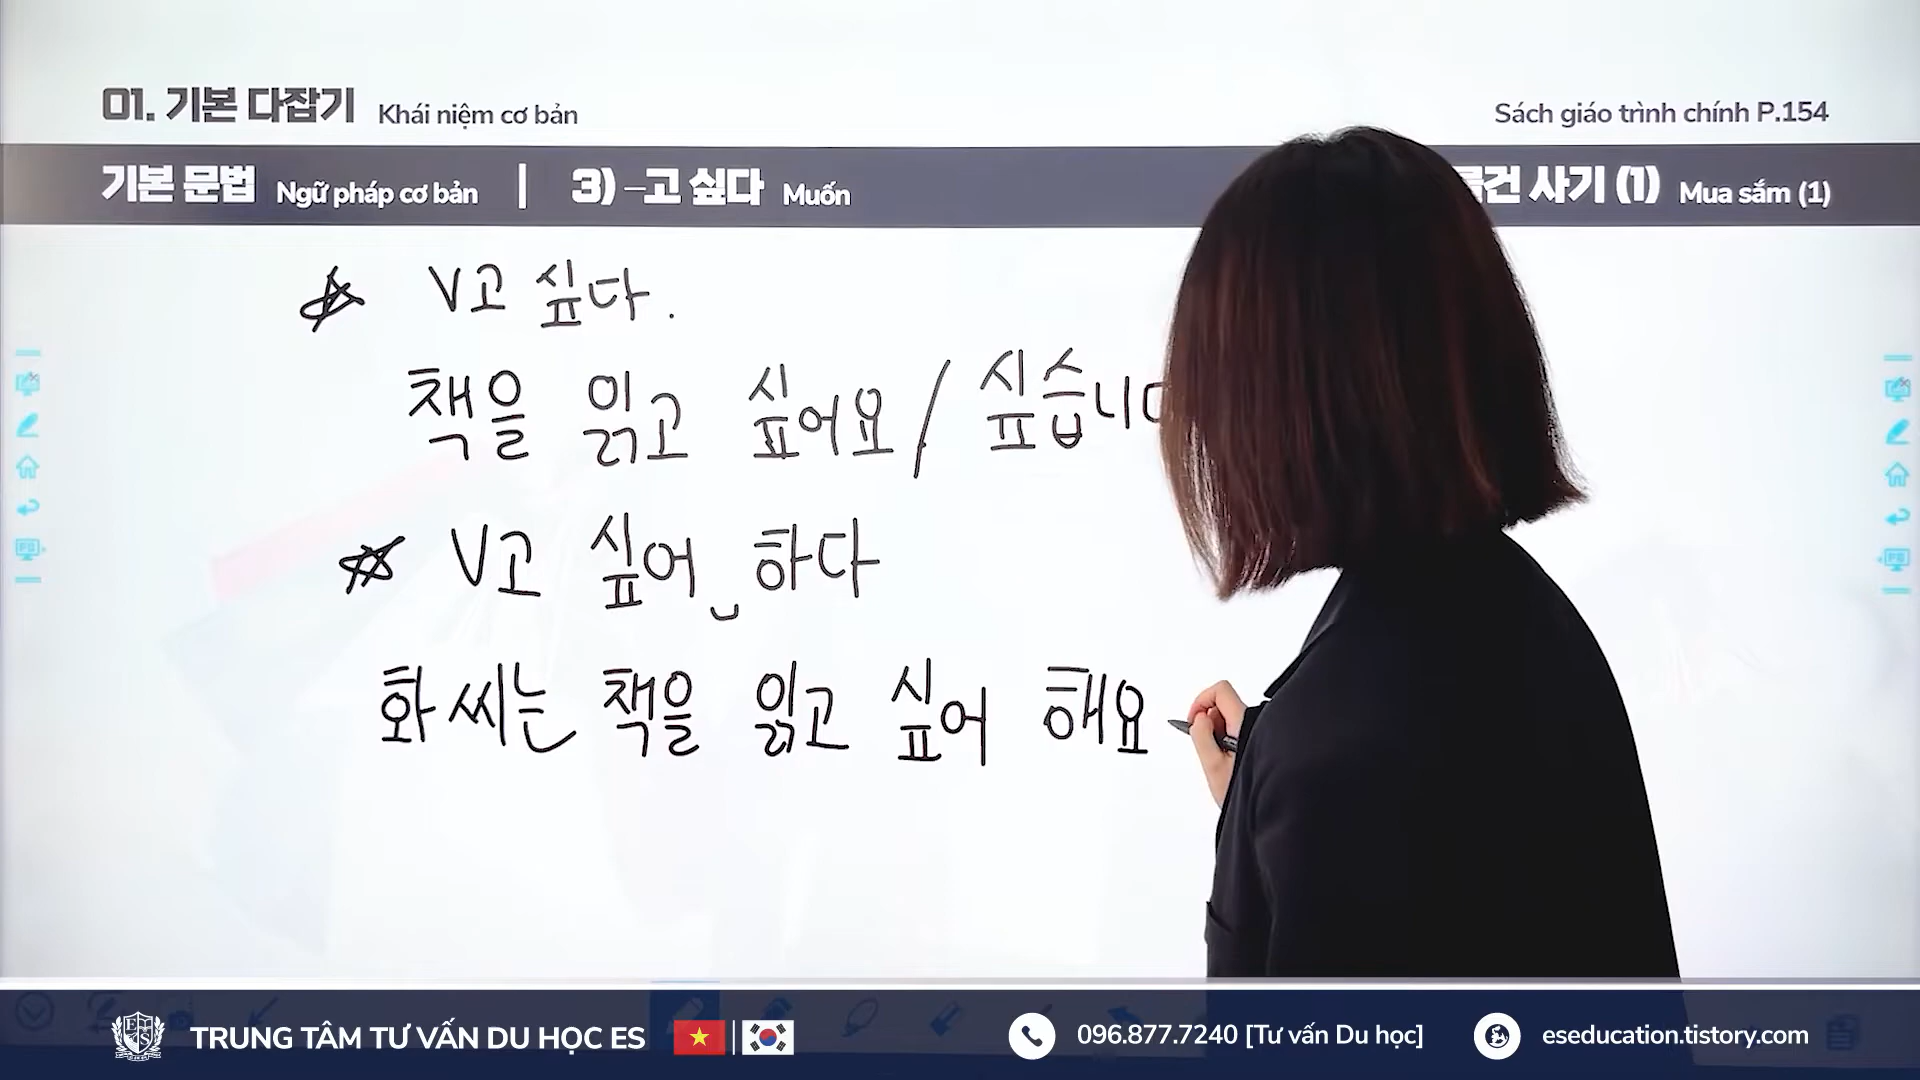 01. 기본 다잡기 Khái niệm cơ bản
Sách giáo trình chính P.154
기본 문법 Ngữ pháp cơ bản | 3) –고 싶다 Muốn
사기 (1) Mua sắm (1)
V고 싶다.
책을 읽고 싶어요 / 싶습니
V고 싶어 하다
화 씨는 책을 읽고 싶어 해요
TRUNG TÂM TƯ VẤN DU HỌC ES
096.877.7240 [Tư vấn Du học]
eseducation.tistory.com